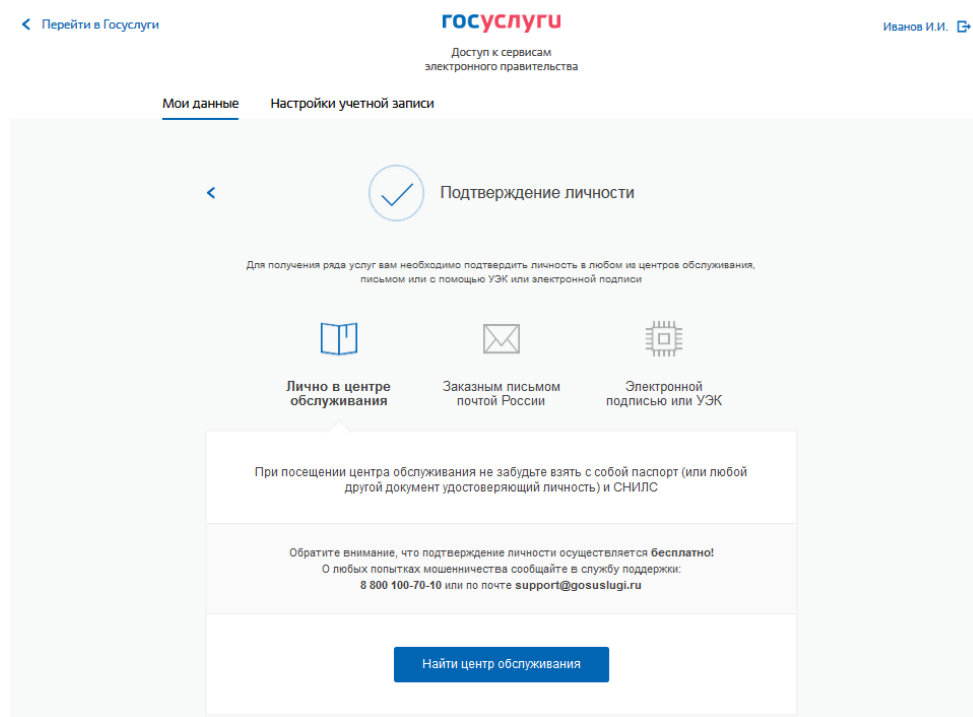 Перейти в Госуслуги
госуслуги
Иванов И.И.
Доступ к сервисам
электронного правительства
Мои данные
Настройки учетной записи
Подтверждение личности
Для получения ряда услуг вам необходимо подтвердить личность в любом из центров обслуживания,
письмом или с помощью УЭК или электронной подписи
Лично в центре
обслуживания
Заказным письмом
почтой России
Электронной
подписью или УЭК
При посещении центра обслуживания не забудьте взять с собой паспорт (или любой
другой документ удостоверяющий личность) и СНИЛС
Обратите внимание, что подтверждение личности осуществляется бесплатно!
О любых попытках мошенничества сообщайте в службу поддержки:
8 800 100-70-10 или по почте support@gosuslugi.ru
Найти центр обслуживания